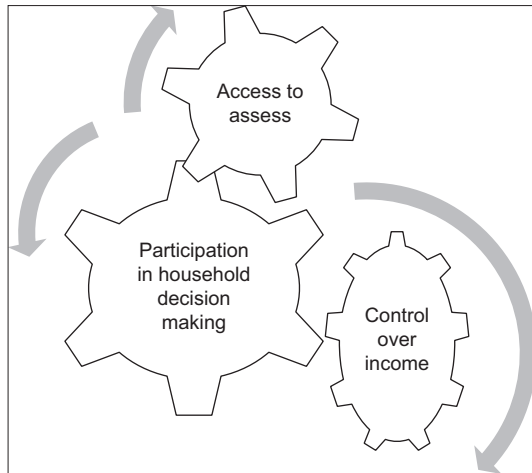 Access to
assess
Participation
in household
decision
making
Control
over
income